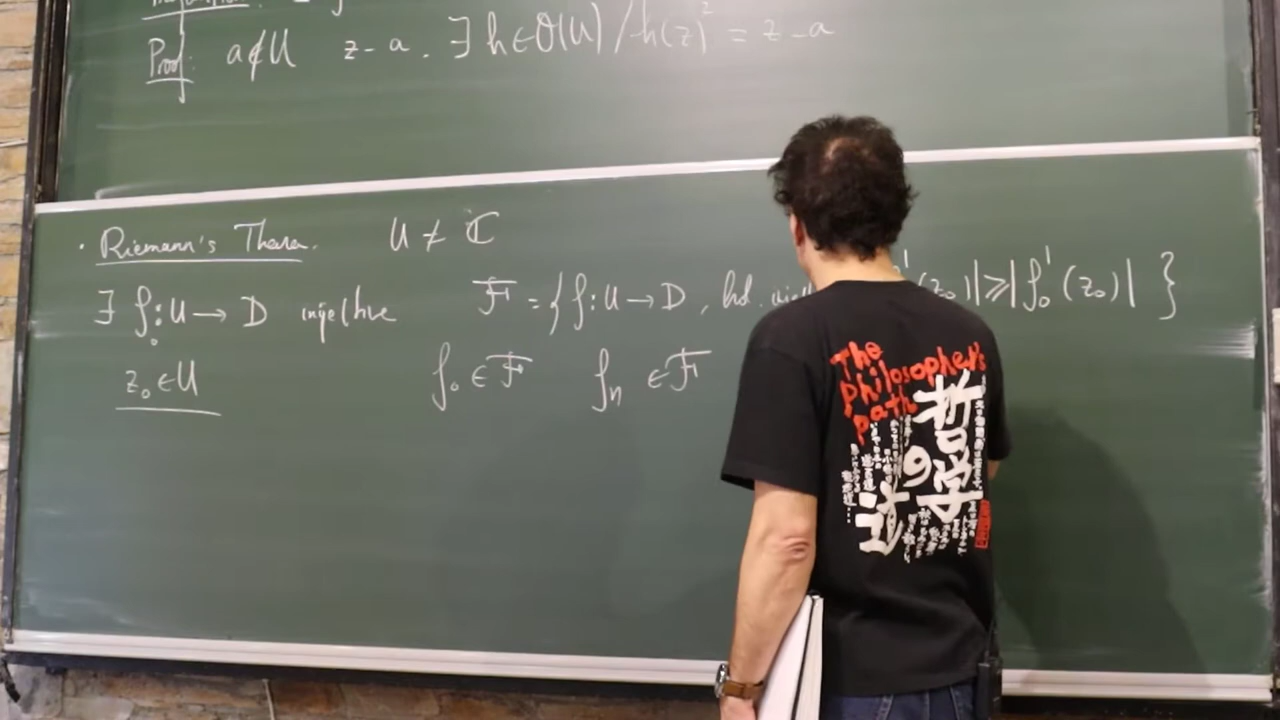 Proof: a∉U z-a. ∃ h∈O(U) / h(z)² = z-a
· Riemann's Theorem. U ≠ ℂ
∃ f₀: U → D injective ℱ = { f: U → D, hol. inj (z₀)| ≥ |f₀'(z₀)| }
z₀ ∈ U f₀ ∈ ℱ fₙ ∈ ℱ
The
philosopher's
path
哲学
の
道